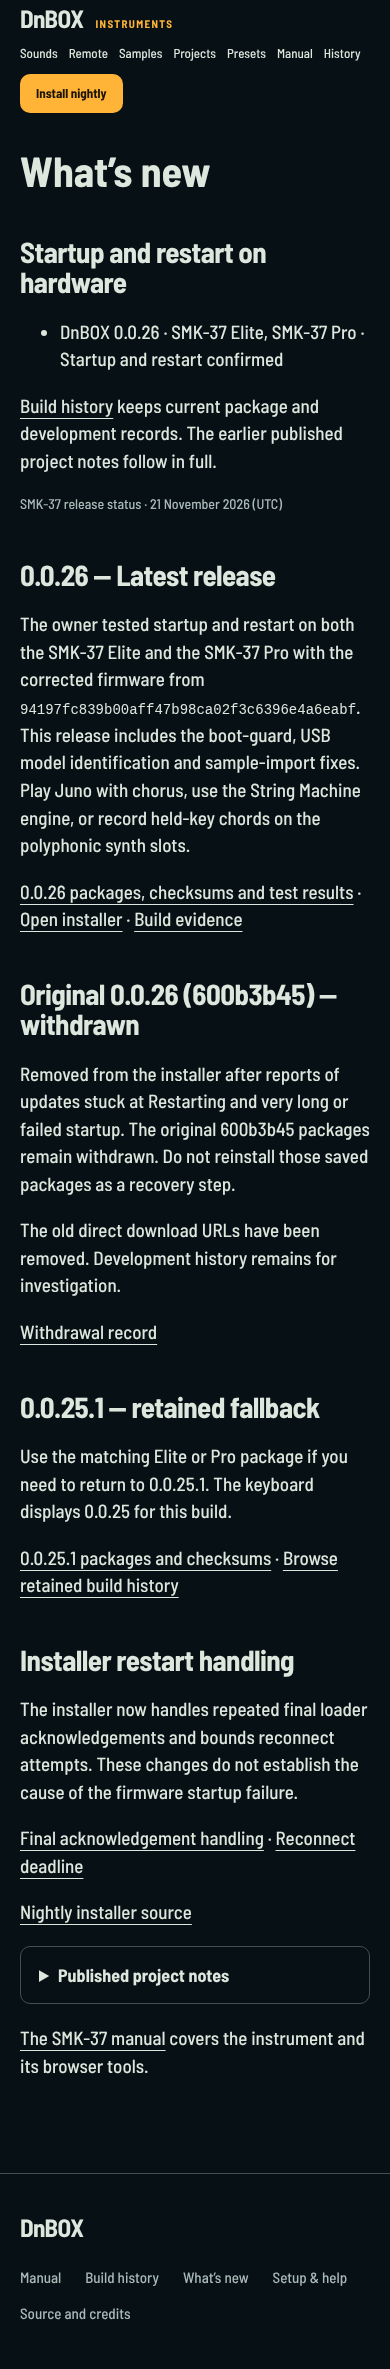 DnBOX INSTRUMENTS
Sounds Remote Samples Projects Presets Manual History
Install nightly
What’s new
Startup and restart on
hardware
• DnBOX 0.0.26 · SMK-37 Elite, SMK-37 Pro ·
Startup and restart confirmed
Build history keeps current package and
development records. The earlier published
project notes follow in full.
SMK-37 release status · 21 November 2026 (UTC)
0.0.26 — Latest release
The owner tested startup and restart on both
the SMK-37 Elite and the SMK-37 Pro with the
corrected firmware from
94197fc839b00aff47b98ca02f3c6396e4a6eabf.
This release includes the boot-guard, USB
model identification and sample-import fixes.
Play Juno with chorus, use the String Machine
engine, or record held-key chords on the
polyphonic synth slots.
0.0.26 packages, checksums and test results ·
Open installer · Build evidence
Original 0.0.26 (600b3b45) —
withdrawn
Removed from the installer after reports of
updates stuck at Restarting and very long or
failed startup. The original 600b3b45 packages
remain withdrawn. Do not reinstall those saved
packages as a recovery step.
The old direct download URLs have been
removed. Development history remains for
investigation.
Withdrawal record
0.0.25.1 — retained fallback
Use the matching Elite or Pro package if you
need to return to 0.0.25.1. The keyboard
displays 0.0.25 for this build.
0.0.25.1 packages and checksums · Browse
retained build history
Installer restart handling
The installer now handles repeated final loader
acknowledgements and bounds reconnect
attempts. These changes do not establish the
cause of the firmware startup failure.
Final acknowledgement handling · Reconnect
deadline
Nightly installer source
▶ Published project notes
The SMK-37 manual covers the instrument and
its browser tools.
DnBOX
Manual Build history What’s new Setup & help
Source and credits